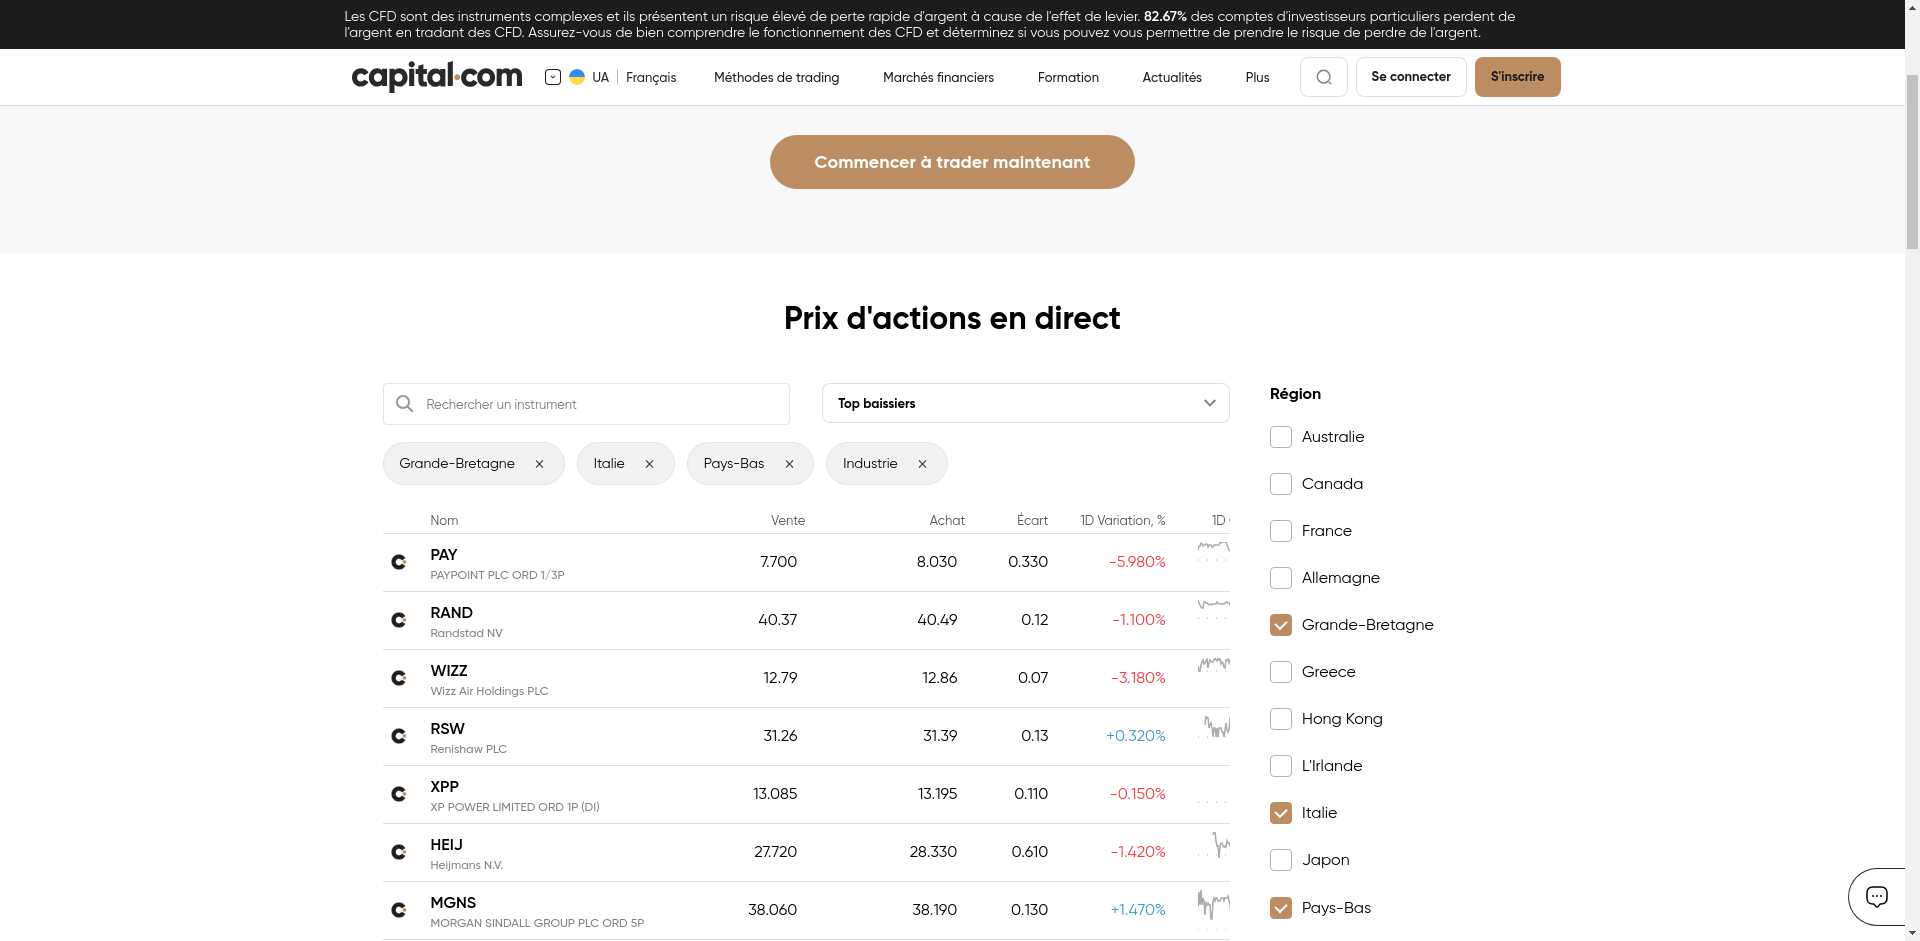 Les CFD sont des instruments complexes et ils présentent un risque élevé de perte rapide d'argent à cause de l'effet de levier. 82.67% des comptes d'investisseurs particuliers perdent de
l'argent en tradant des CFD. Assurez-vous de bien comprendre le fonctionnement des CFD et déterminez si vous pouvez vous permettre de prendre le risque de perdre de l'argent.
capital.com UA Français Méthodes de trading Marchés financiers Formation Actualités Plus Se connecter S'inscrire
Commencer à trader maintenant
Prix d'actions en direct
Rechercher un instrument
Top baissiers
Grande-Bretagne × Italie × Pays-Bas × Industrie ×
Nom Vente Achat Écart 1D Variation, % 1D
PAY 7.700 8.030 0.330 -5.980%
PAYPOINT PLC ORD 1/3P
RAND 40.37 40.49 0.12 -1.100%
Randstad NV
WIZZ 12.79 12.86 0.07 -3.180%
Wizz Air Holdings PLC
RSW 31.26 31.39 0.13 +0.320%
Renishaw PLC
XPP 13.085 13.195 0.110 -0.150%
XP POWER LIMITED ORD 1P (DI)
HEIJ 27.720 28.330 0.610 -1.420%
Heijmans N.V.
MGNS 38.060 38.190 0.130 +1.470%
MORGAN SINDALL GROUP PLC ORD 5P
Région
Australie
Canada
France
Allemagne
Grande-Bretagne
Greece
Hong Kong
L'Irlande
Italie
Japon
Pays-Bas